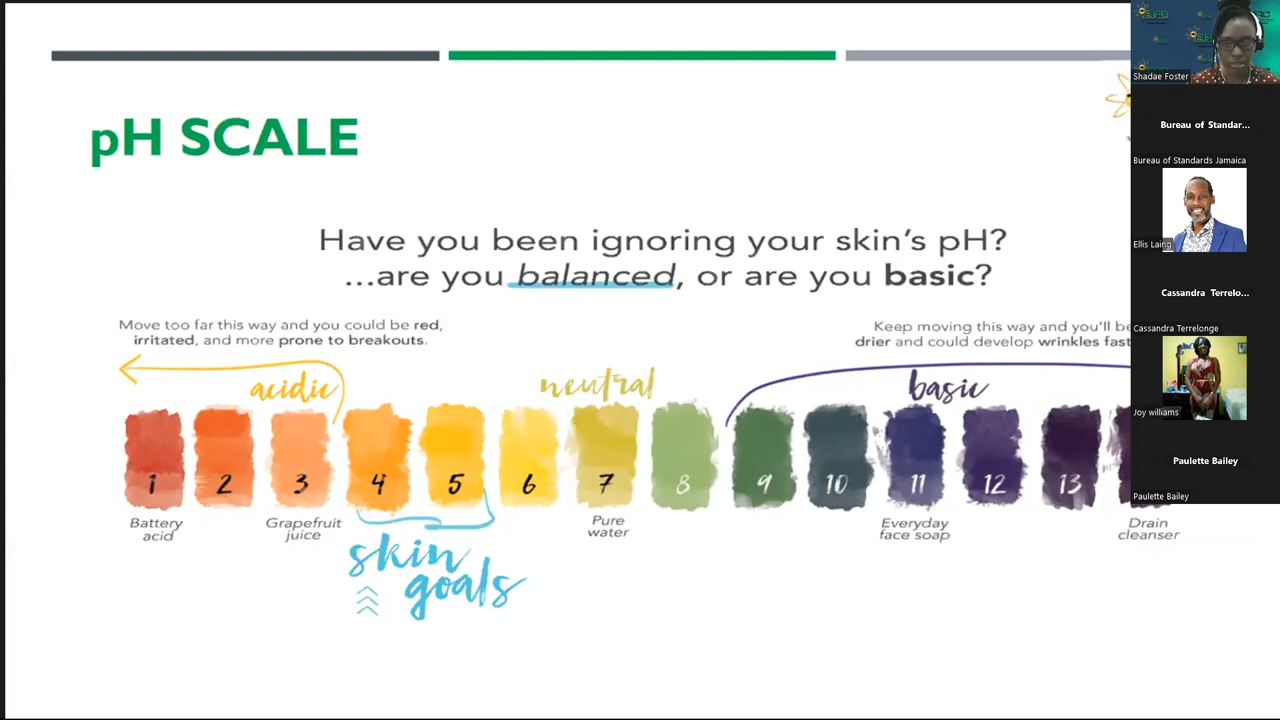 pH SCALE
Have you been ignoring your skin's pH?
...are you balanced, or are you basic?
Move too far this way and you could be red,
irritated, and more prone to breakouts.
Keep moving this way and you'll be
drier and could develop wrinkles fast
acidic
neutral
basic
1 2 3 4 5 6 7 8 9 10 11 12 13
Battery
acid
Grapefruit
juice
Pure
water
Everyday
face soap
Drain
cleanser
skin
goals
Shadae Foster
Bureau of Standar...
Bureau of Standards Jamaica
Ellis Laing
Cassandra Terrelo...
Cassandra Terrelonge
Joy williams
Paulette Bailey
Paulette Bailey